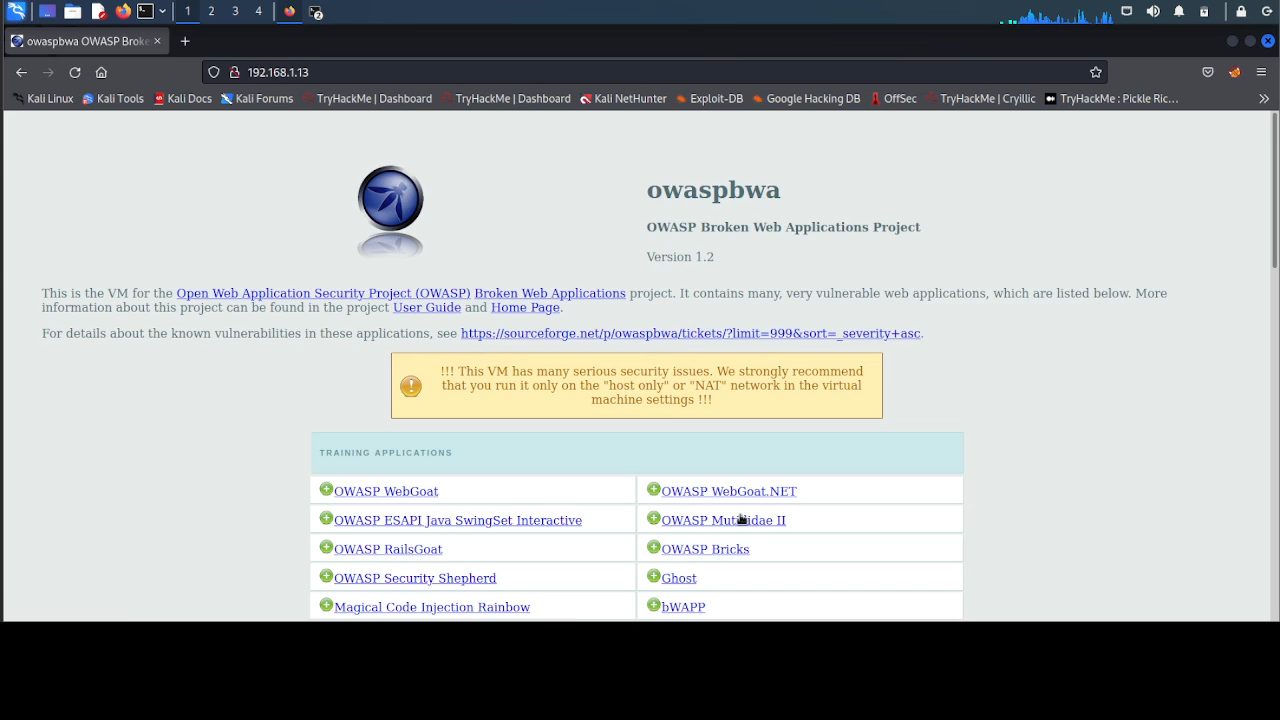 1 2 3 4 2
owaspbwa OWASP Broke
192.168.1.13
Kali Linux Kali Tools Kali Docs Kali Forums TryHackMe | Dashboard TryHackMe | Dashboard Kali NetHunter Exploit-DB Google Hacking DB OffSec TryHackMe | Cryillic TryHackMe : Pickle Ric...
owaspbwa
OWASP Broken Web Applications Project
Version 1.2
This is the VM for the Open Web Application Security Project (OWASP) Broken Web Applications project. It contains many, very vulnerable web applications, which are listed below. More
information about this project can be found in the project User Guide and Home Page.
For details about the known vulnerabilities in these applications, see https://sourceforge.net/p/owaspbwa/tickets/?limit=999&sort=_severity+asc.
!!! This VM has many serious security issues. We strongly recommend
that you run it only on the "host only" or "NAT" network in the virtual
machine settings !!!
TRAINING APPLICATIONS
OWASP WebGoat OWASP WebGoat.NET
OWASP ESAPI Java SwingSet Interactive OWASP Mutillidae II
OWASP RailsGoat OWASP Bricks
OWASP Security Shepherd Ghost
Magical Code Injection Rainbow bWAPP